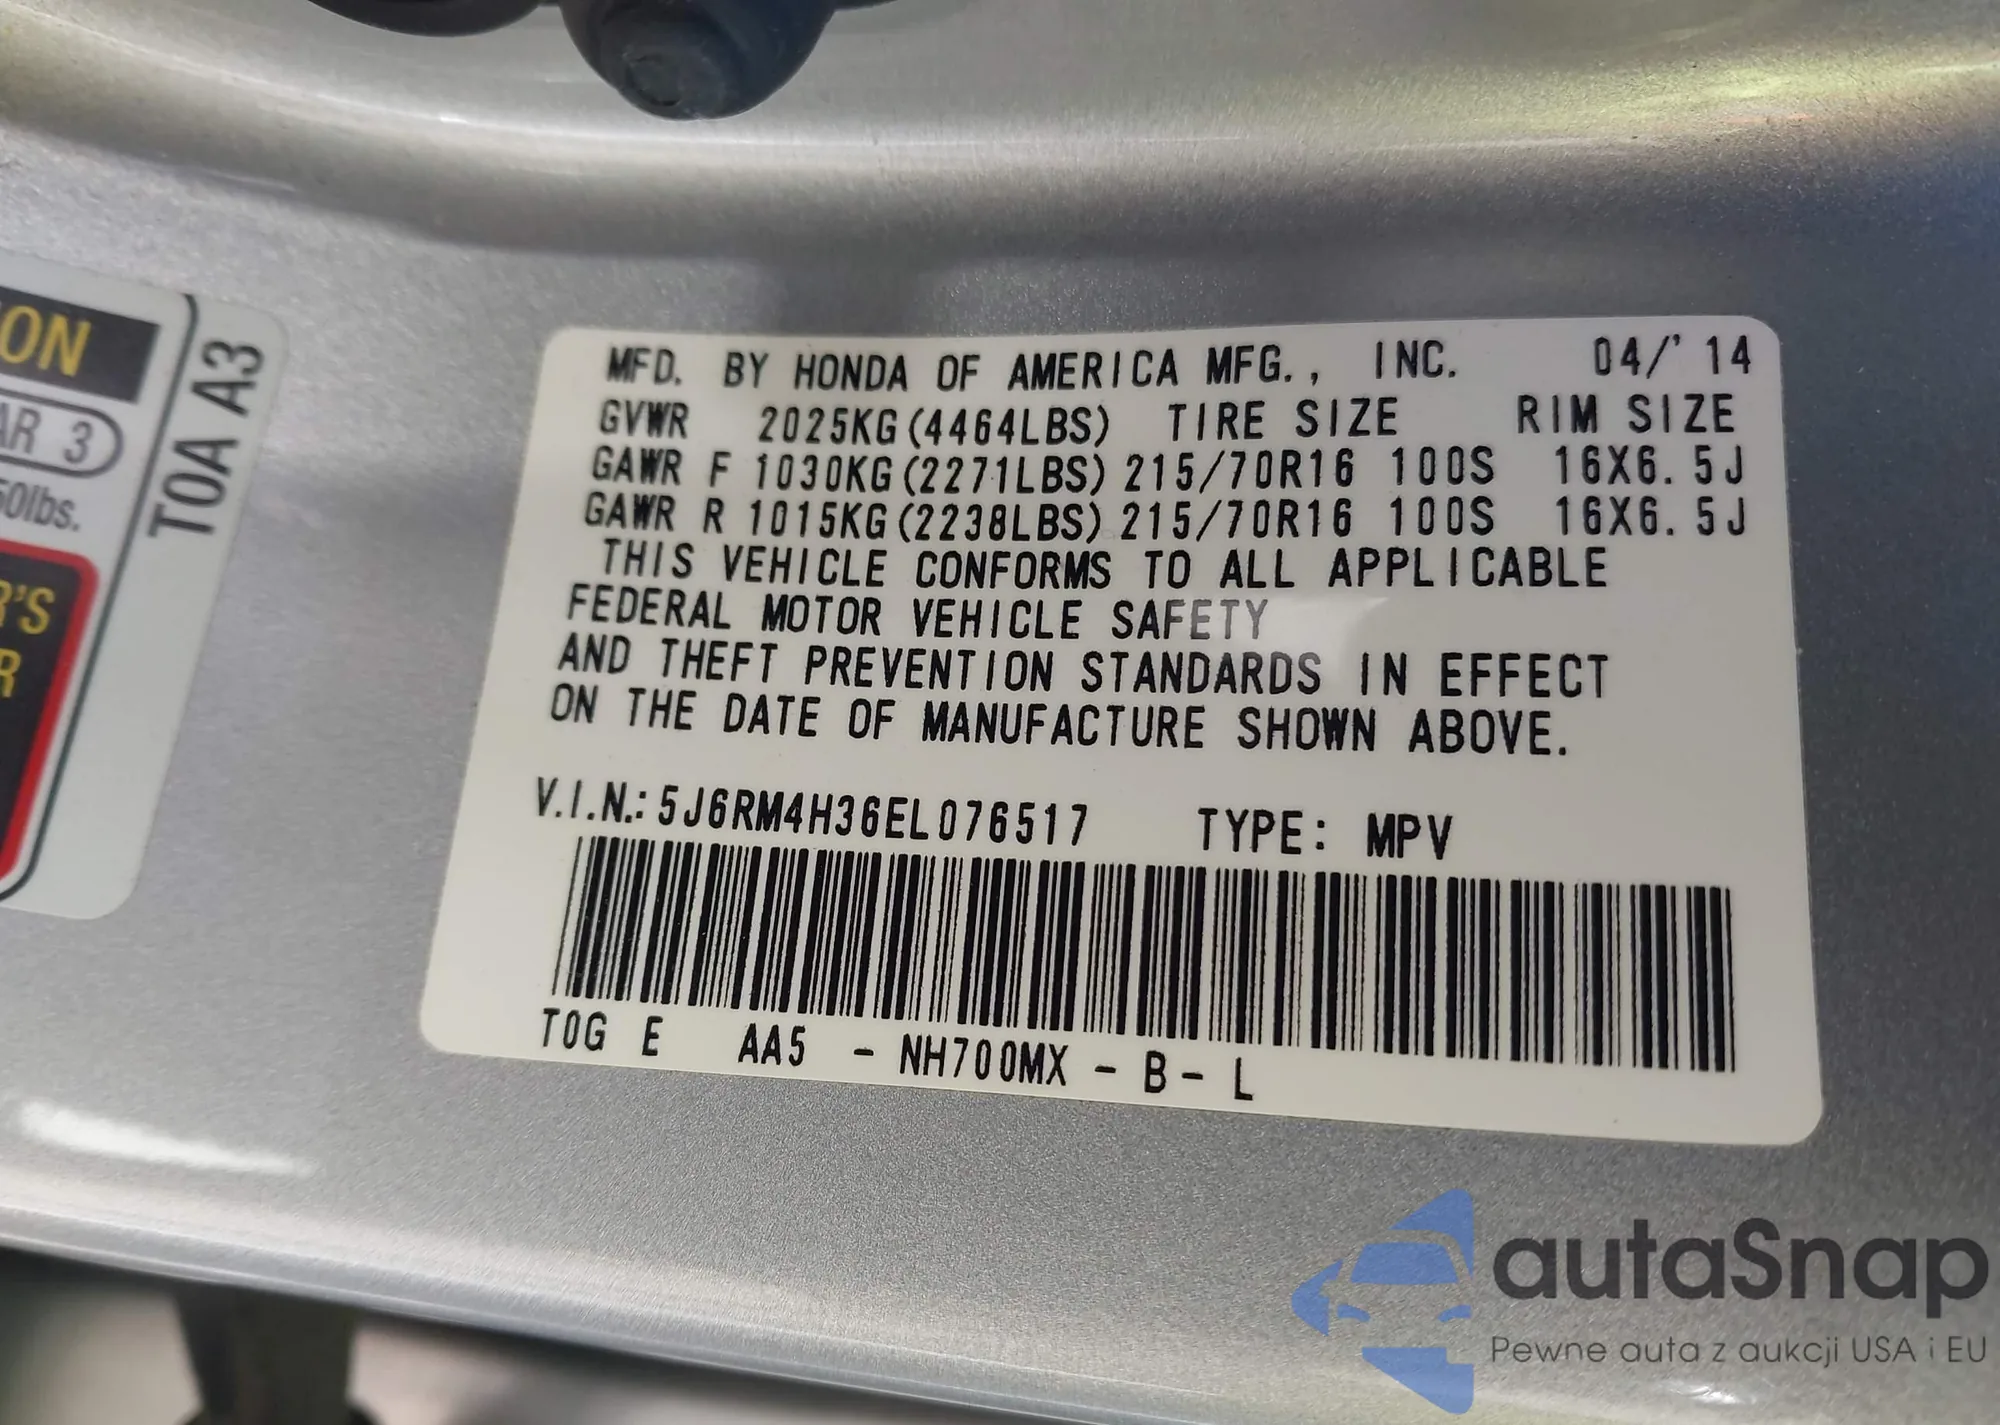 ON
AR 3
50lbs.
R'S
R
T0A A3
MFD. BY HONDA OF AMERICA MFG., INC. 04/'14
GVWR 2025KG(4464LBS) TIRE SIZE RIM SIZE
GAWR F 1030KG(2271LBS) 215/70R16 100S 16X6.5J
GAWR R 1015KG(2238LBS) 215/70R16 100S 16X6.5J
THIS VEHICLE CONFORMS TO ALL APPLICABLE
FEDERAL MOTOR VEHICLE SAFETY
AND THEFT PREVENTION STANDARDS IN EFFECT
ON THE DATE OF MANUFACTURE SHOWN ABOVE.
V.I.N.: 5J6RM4H36EL076517 TYPE: MPV
T0G E AA5 - NH700MX - B - L
autaSnap
Pewne auta z aukcji USA i EU